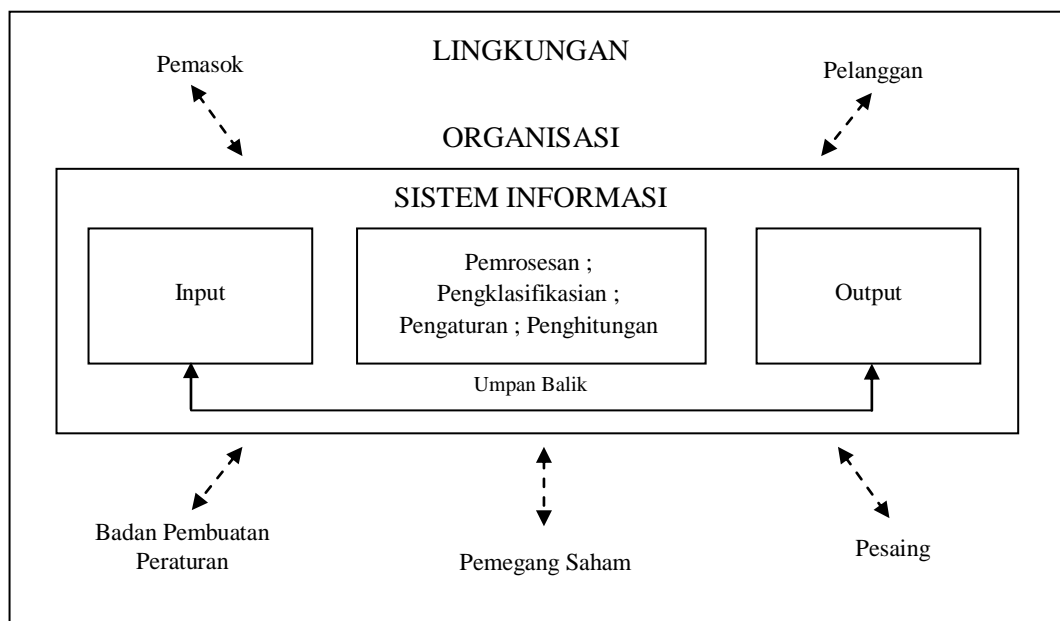 LINGKUNGAN
Pemasok
Pelanggan
ORGANISASI
SISTEM INFORMASI
Input
Pemrosesan ;
Pengklasifikasian ;
Pengaturan ; Penghitungan
Output
Umpan Balik
Badan Pembuatan
Peraturan
Pemegang Saham
Pesaing